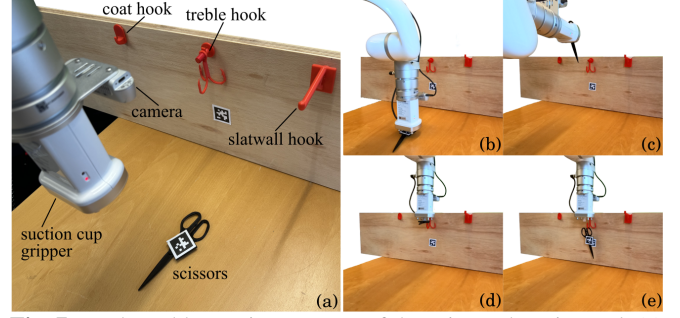 coat hook
treble hook
camera
slatwall hook
suction cup
gripper
scissors
(a)
(b)
(c)
(d)
(e)